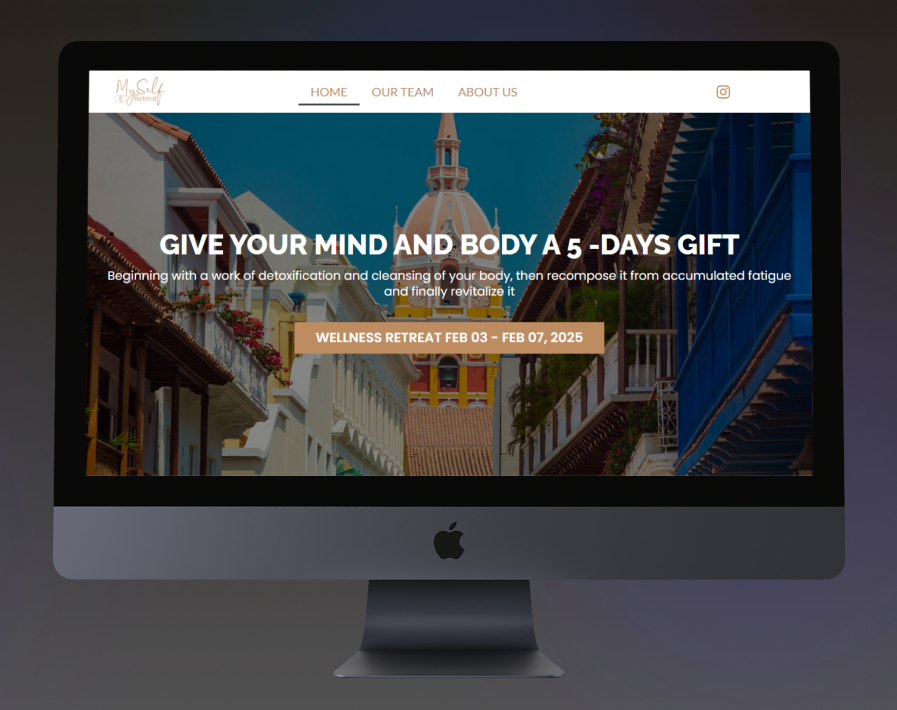 MySelf
Retreat
HOME OUR TEAM ABOUT US
GIVE YOUR MIND AND BODY A 5 -DAYS GIFT
Beginning with a work of detoxification and cleansing of your body, then recompose it from accumulated fatigue
and finally revitalize it
WELLNESS RETREAT FEB 03 - FEB 07, 2025